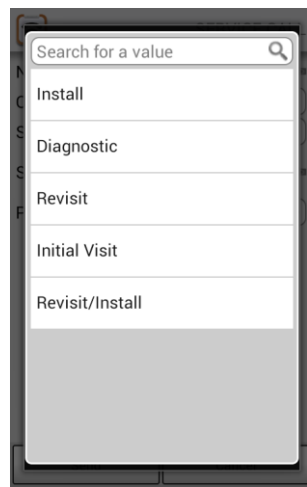 Search for a value
Install
Diagnostic
Revisit
Initial Visit
Revisit/Install